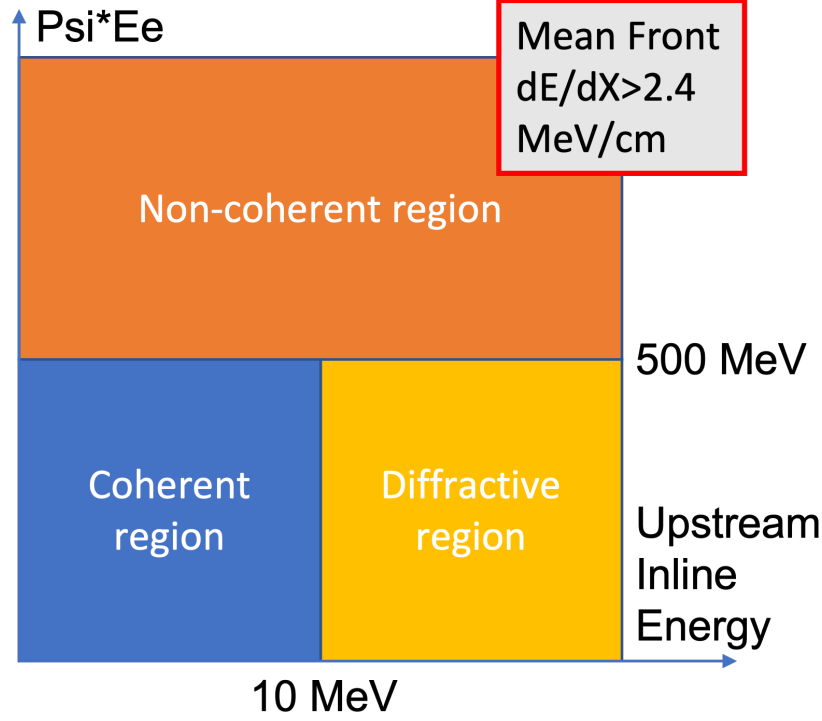 Psi*Ee
Mean Front
dE/dX>2.4
MeV/cm
Non-coherent region
500 MeV
Coherent
region
Diffractive
region
Upstream
Inline
Energy
10 MeV